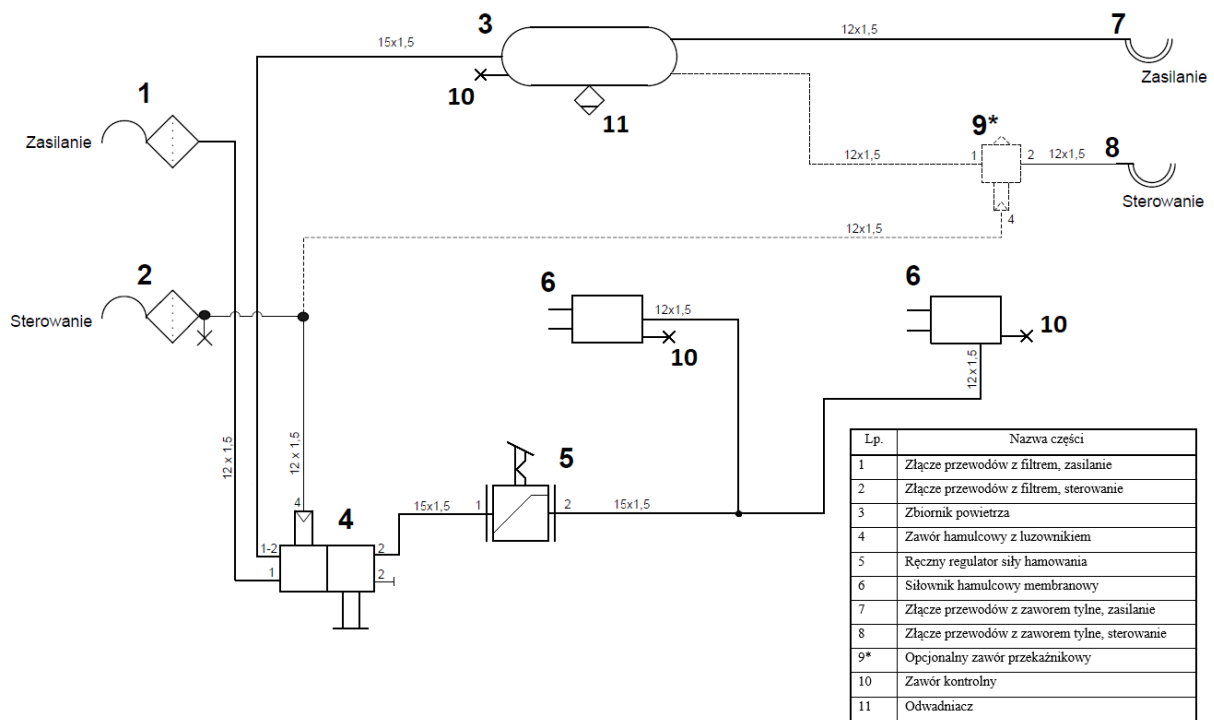 3
7
15x1,5
12x1,5
Zasilanie
10
11
1
Zasilanie
9*
8
1
12x1,5
2
12x1,5
Sterowanie
4
12x1,5
2
Sterowanie
6
12x1,5
10
6
10
12x1,5
12 x 1,5
12 x 1,5
5
4
4
15x1,5
1
2
15x1,5
1-2
1
2
2
Lp. Nazwa części
1 Złącze przewodów z filtrem, zasilanie
2 Złącze przewodów z filtrem, sterowanie
3 Zbiornik powietrza
4 Zawór hamulcowy z luzownikiem
5 Ręczny regulator siły hamowania
6 Siłownik hamulcowy membranowy
7 Złącze przewodów z zaworem tylne, zasilanie
8 Złącze przewodów z zaworem tylne, sterowanie
9* Opcjonalny zawór przekaźnikowy
10 Zawór kontrolny
11 Odwadniacz